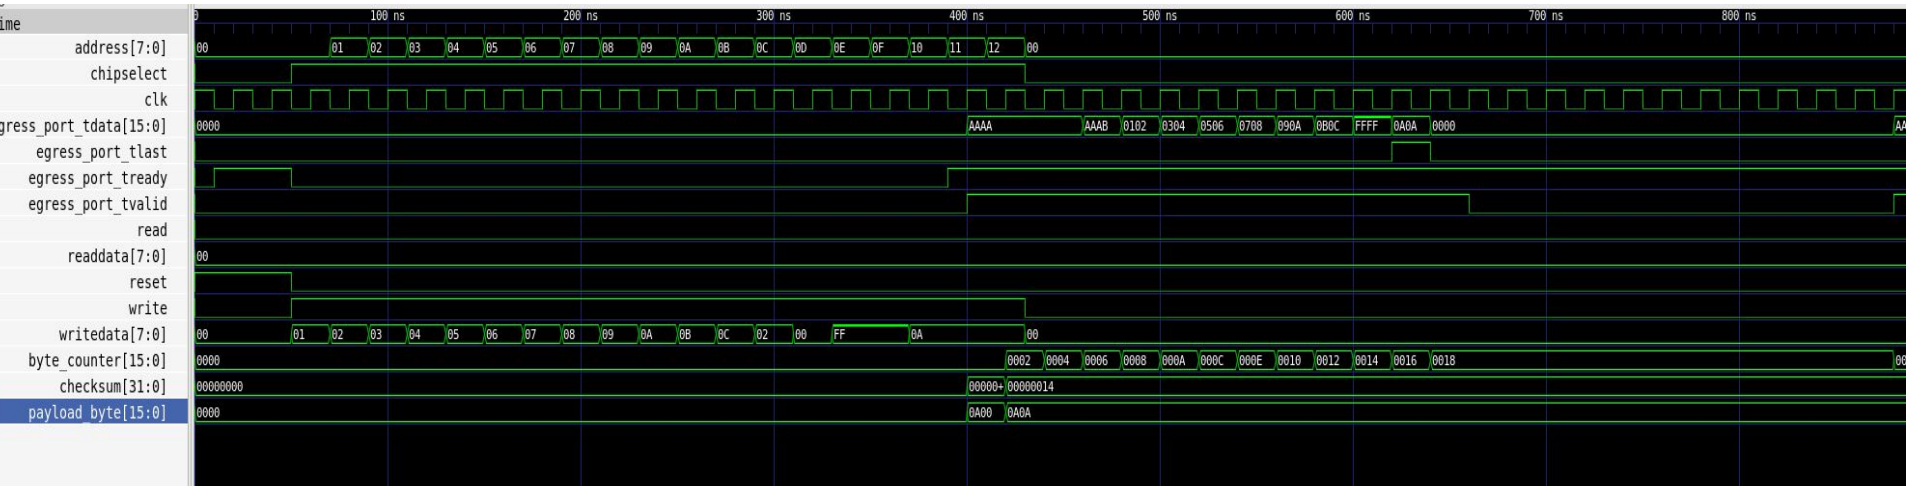 ime 0 100 ns 200 ns 300 ns 400 ns 500 ns 600 ns 700 ns 800 ns
address[7:0] 00 01 02 03 04 05 06 07 08 09 0A 0B 0C 0D 0E 0F 10 11 12 00
chipselect
clk
gress_port_tdata[15:0] 0000 AAAA AAAB 0102 0304 0506 0708 090A 0B0C FFFF 0A0A 0000 AA
egress_port_tlast
egress_port_tready
egress_port_tvalid
read
readdata[7:0] 00
reset
write
writedata[7:0] 00 01 02 03 04 05 06 07 08 09 0A 0B 0C 02 00 FF 0A 00
byte_counter[15:0] 0000 0002 0004 0006 0008 000A 000C 000E 0010 0012 0014 0016 0018 00
checksum[31:0] 00000000 00000+ 00000014
payload_byte[15:0] 0000 0A00 0A0A